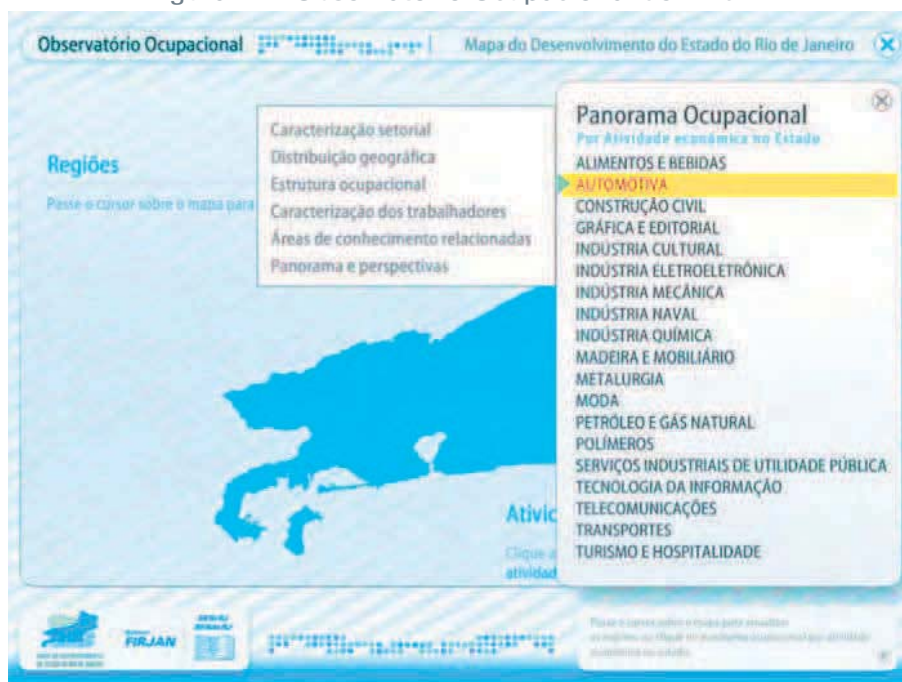 Observatório Ocupacional
Mapa do Desenvolvimento do Estado do Rio de Janeiro
Regiões
Passe o cursor sobre o mapa para
Caracterização setorial
Distribuição geográfica
Estrutura ocupacional
Caracterização dos trabalhadores
Áreas de conhecimento relacionadas
Panorama e perspectivas
Panorama Ocupacional
Por Atividade econômica no Estado
ALIMENTOS E BEBIDAS
AUTOMOTIVA
CONSTRUÇÃO CIVIL
GRÁFICA E EDITORIAL
INDÚSTRIA CULTURAL
INDÚSTRIA ELETROELETRÔNICA
INDÚSTRIA MECÂNICA
INDÚSTRIA NAVAL
INDÚSTRIA QUÍMICA
MADEIRA E MOBILIÁRIO
METALURGIA
MODA
PETRÓLEO E GÁS NATURAL
POLÍMEROS
SERVIÇOS INDUSTRIAIS DE UTILIDADE PÚBLICA
TECNOLOGIA DA INFORMAÇÃO
TELECOMUNICAÇÕES
TRANSPORTES
TURISMO E HOSPITALIDADE
Ativic
Clique a
atividad
FIRJAN